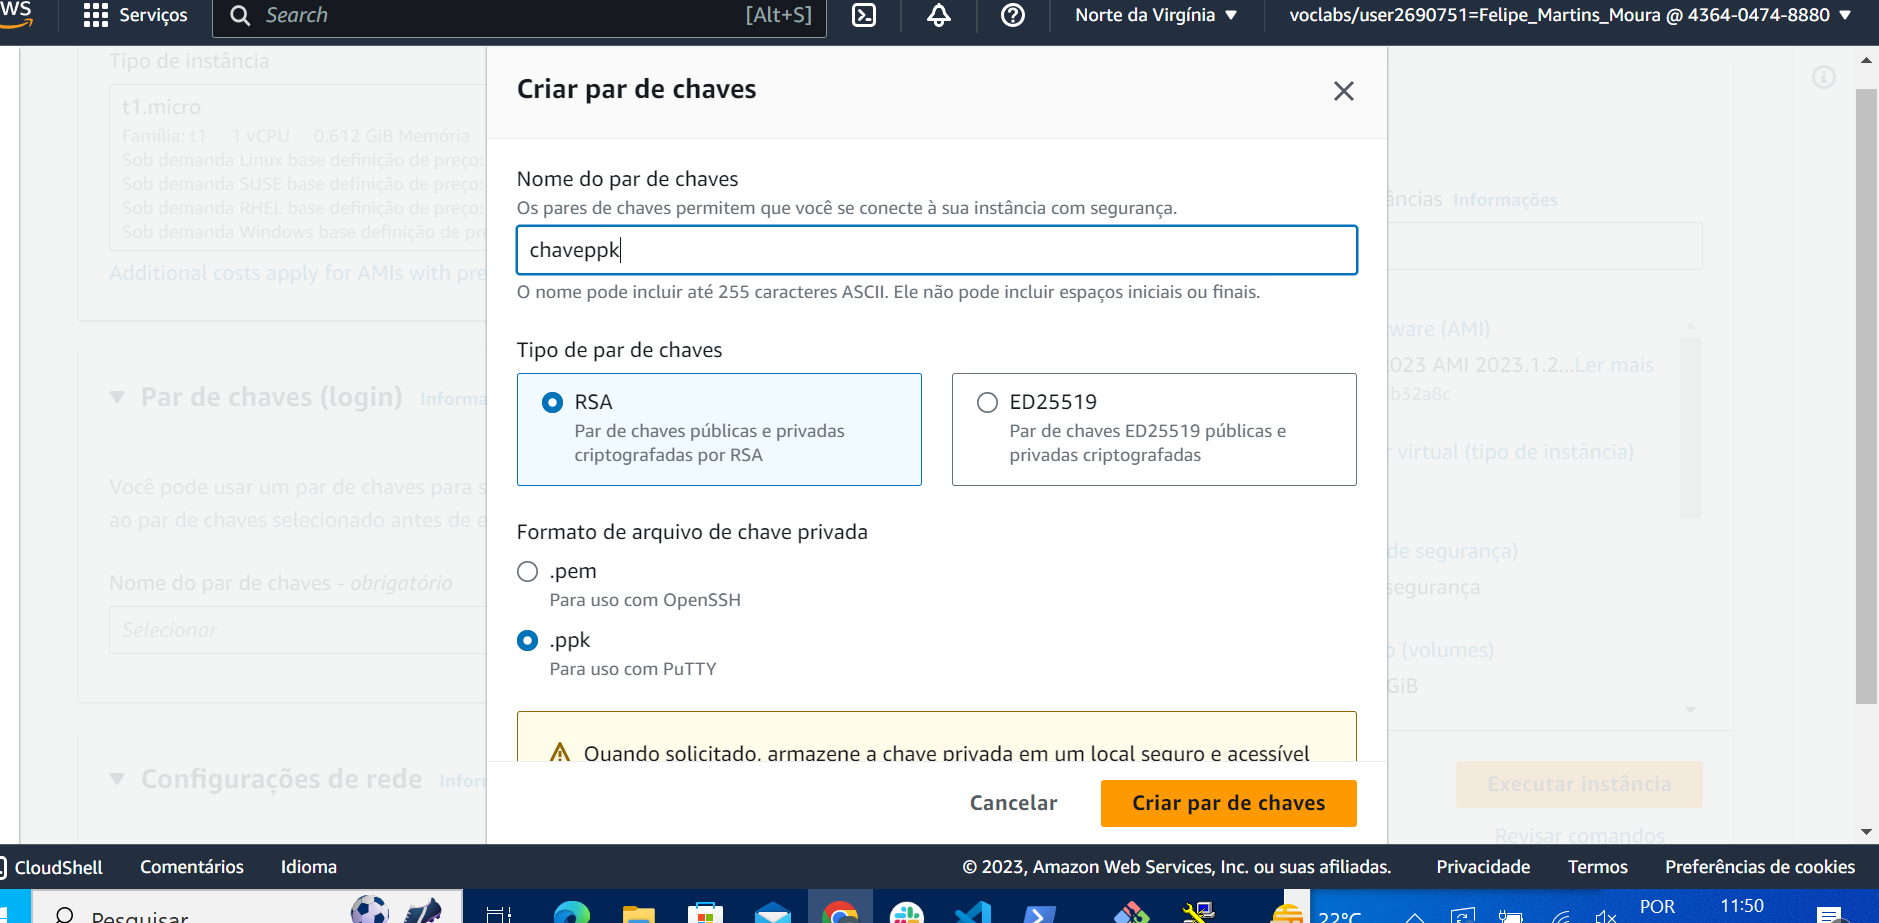 WS
Serviços
Search
[Alt+S]
Norte da Virgínia
voclabs/user2690751=Felipe_Martins_Moura @ 4364-0474-8880
Tipo de instância
t1.micro
Família: t1 1 vCPU 0.612 GiB Memória
Sob demanda Linux base definição de preço:
Sob demanda SUSE base definição de preço:
Sob demanda RHEL base definição de preço:
Sob demanda Windows base definição de pre
Additional costs apply for AMIs with pre
Par de chaves (login) Informa
Você pode usar um par de chaves para s
ao par de chaves selecionado antes de e
Nome do par de chaves - obrigatório
Selecionar
Configurações de rede Inforr
Criar par de chaves
Nome do par de chaves
Os pares de chaves permitem que você se conecte à sua instância com segurança.
chaveppk
O nome pode incluir até 255 caracteres ASCII. Ele não pode incluir espaços iniciais ou finais.
Tipo de par de chaves
RSA
Par de chaves públicas e privadas
criptografadas por RSA
ED25519
Par de chaves ED25519 públicas e
privadas criptografadas
Formato de arquivo de chave privada
.pem
Para uso com OpenSSH
.ppk
Para uso com PuTTY
Quando solicitado, armazene a chave privada em um local seguro e acessível
Cancelar
Criar par de chaves
âncias Informações
ware (AMI)
023 AMI 2023.1.2...Ler mais
b32a8c
r virtual (tipo de instância)
de segurança)
segurança
o (volumes)
GiB
Executar instância
Revisar comandos
CloudShell
Comentários
Idioma
© 2023, Amazon Web Services, Inc. ou suas afiliadas.
Privacidade
Termos
Preferências de cookies
Pesquisar
22°C
POR
11:50